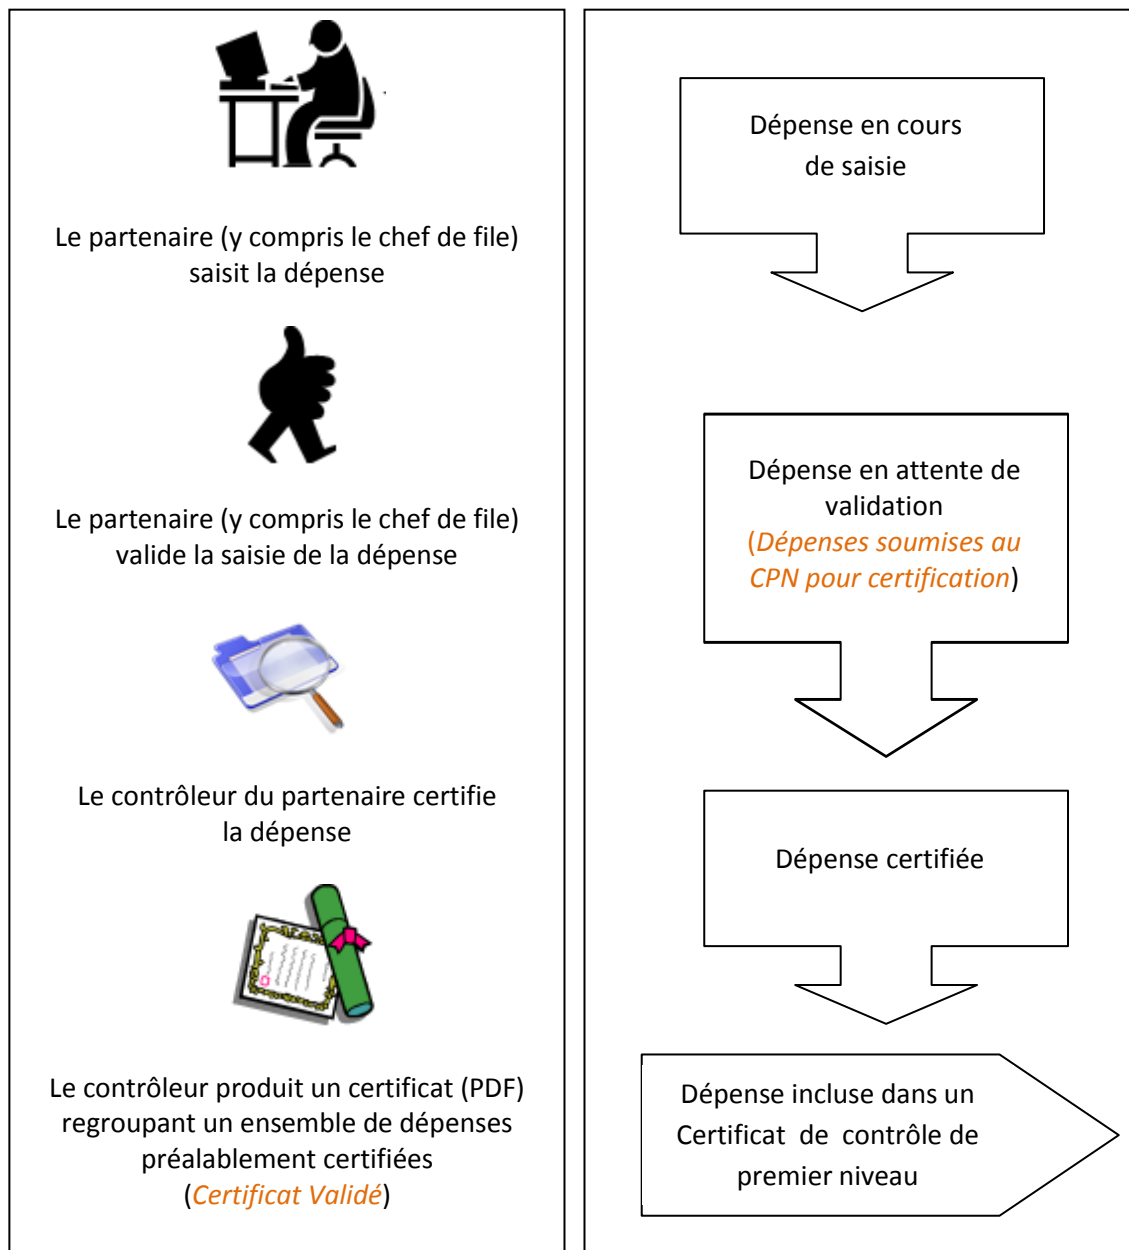 Le partenaire (y compris le chef de file)
saisit la dépense
Le partenaire (y compris le chef de file)
valide la saisie de la dépense
Le contrôleur du partenaire certifie
la dépense
Le contrôleur produit un certificat (PDF)
regroupant un ensemble de dépenses
préalablement certifiées
(Certificat Validé)
Dépense en cours
de saisie
Dépense en attente de
validation
(Dépenses soumises au
CPN pour certification)
Dépense certifiée
Dépense incluse dans un
Certificat de contrôle de
premier niveau